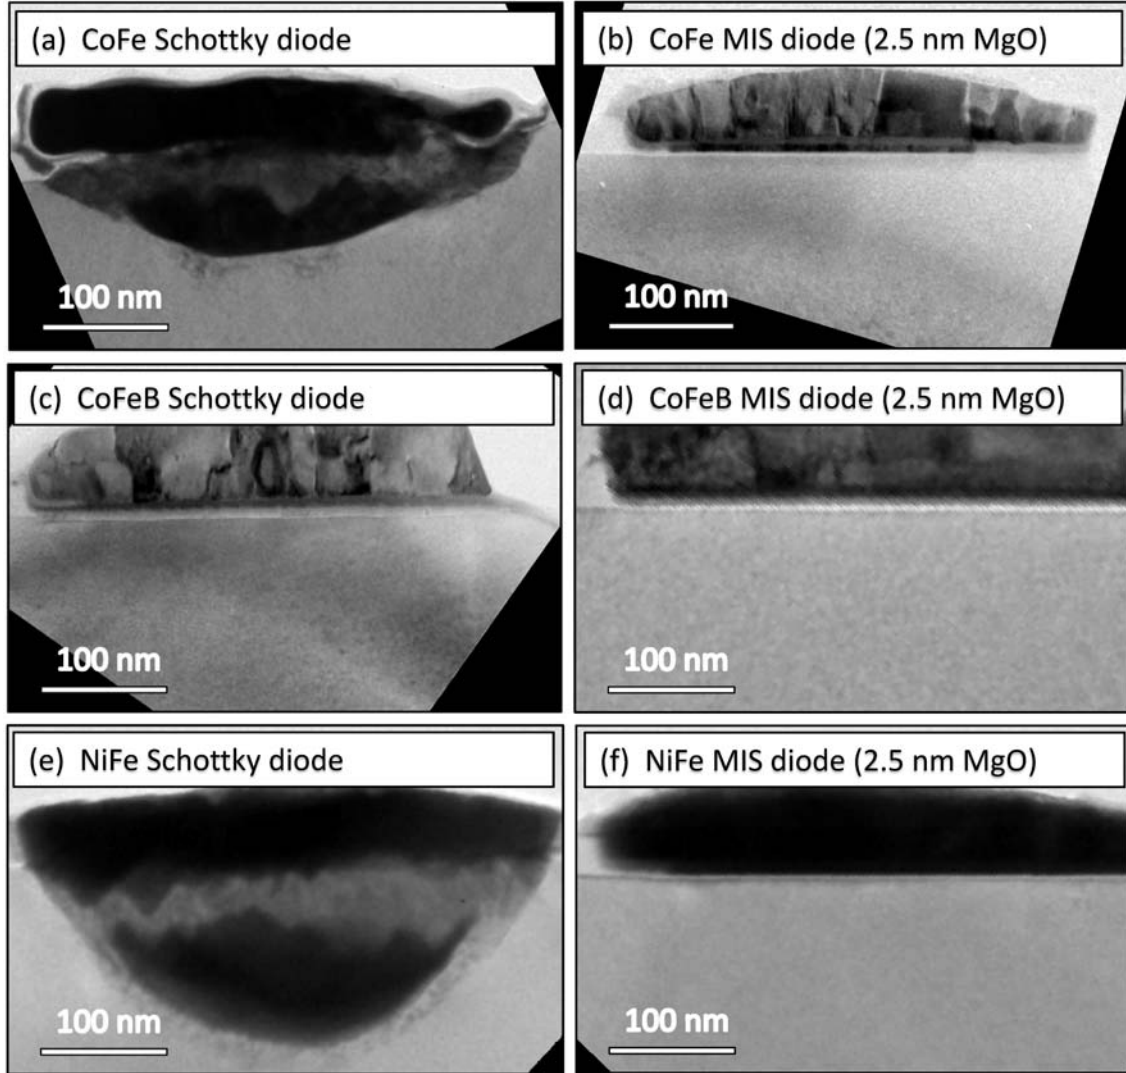 (a) CoFe Schottky diode
(b) CoFe MIS diode (2.5 nm MgO)
100 nm
100 nm
(c) CoFeB Schottky diode
(d) CoFeB MIS diode (2.5 nm MgO)
100 nm
100 nm
(e) NiFe Schottky diode
(f) NiFe MIS diode (2.5 nm MgO)
100 nm
100 nm